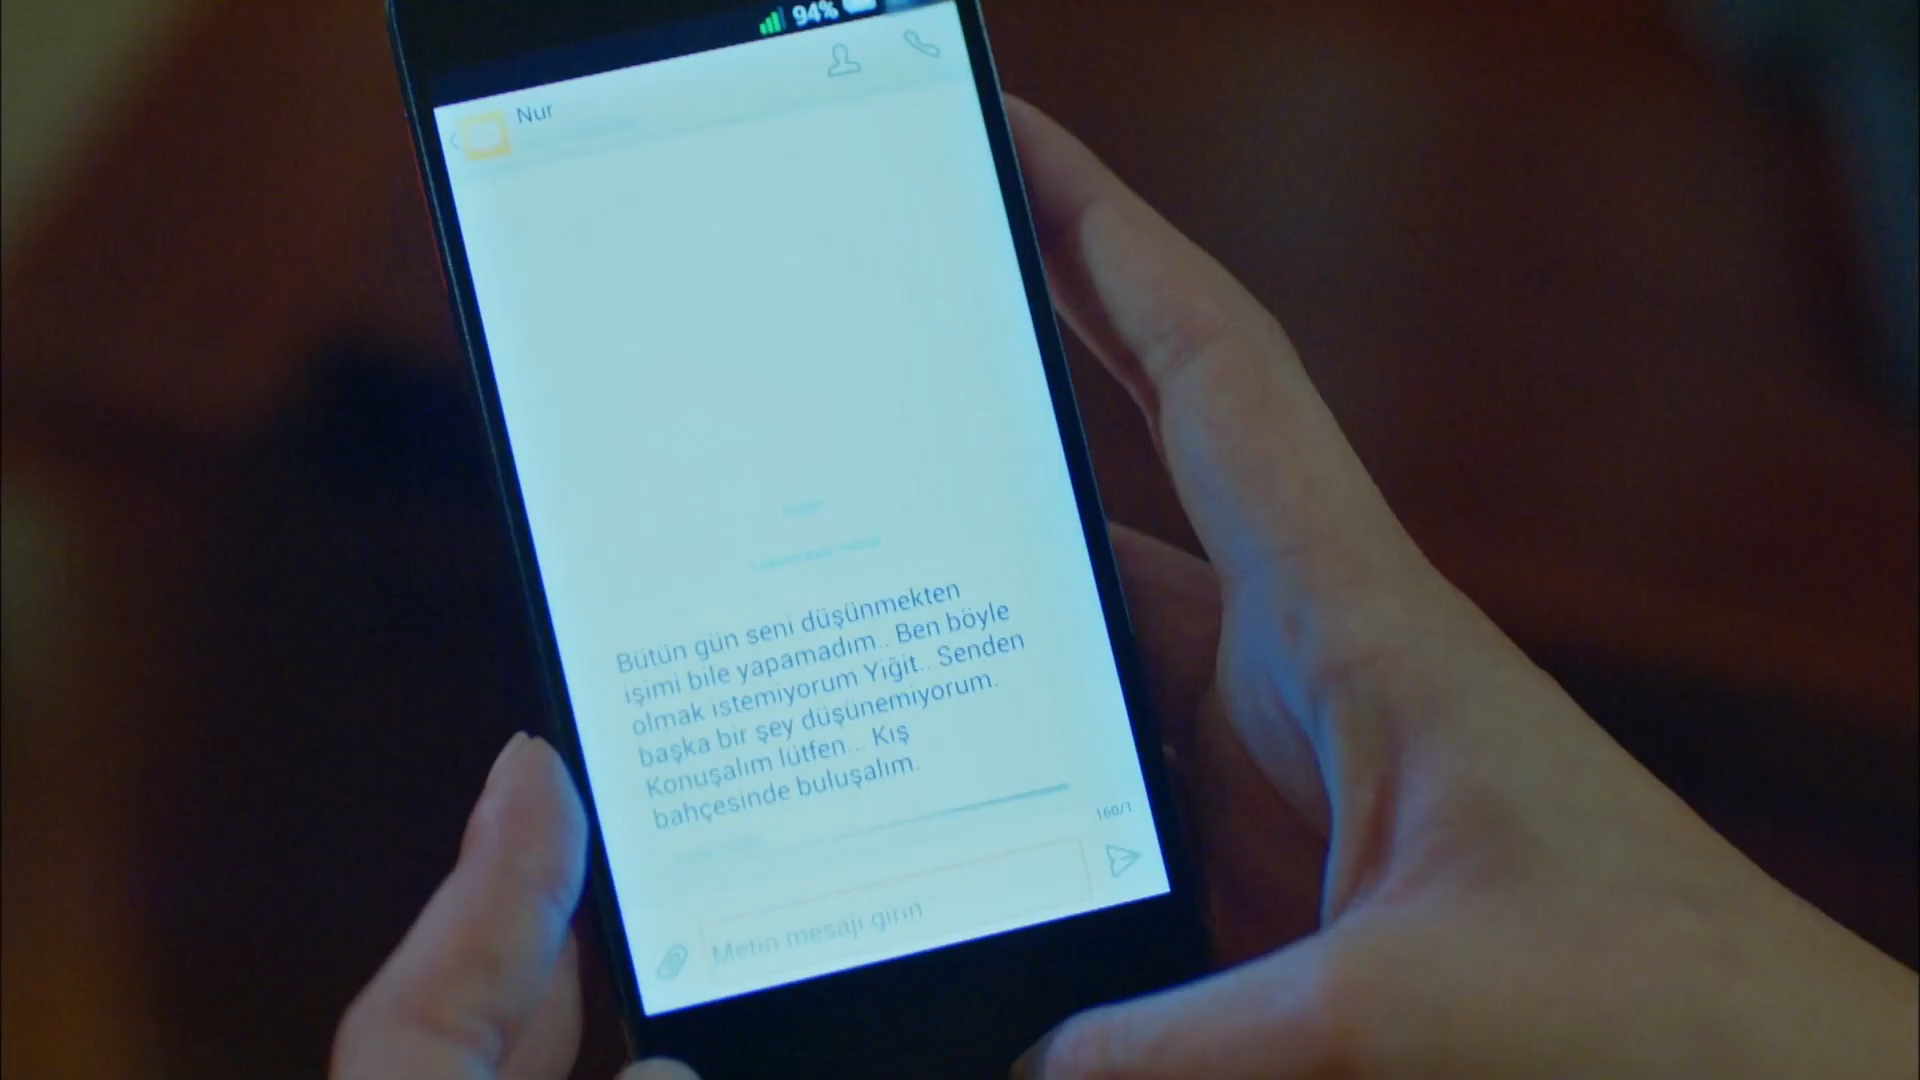 94%
Nur
Bütün gün seni düşünmekten
işimi bile yapamadım.. Ben böyle
olmak istemiyorum Yiğit.. Senden
başka bir şey düşünemiyorum.
Konuşalım lütfen... Kış
bahçesinde buluşalım.
160/1
Metin mesajı girin